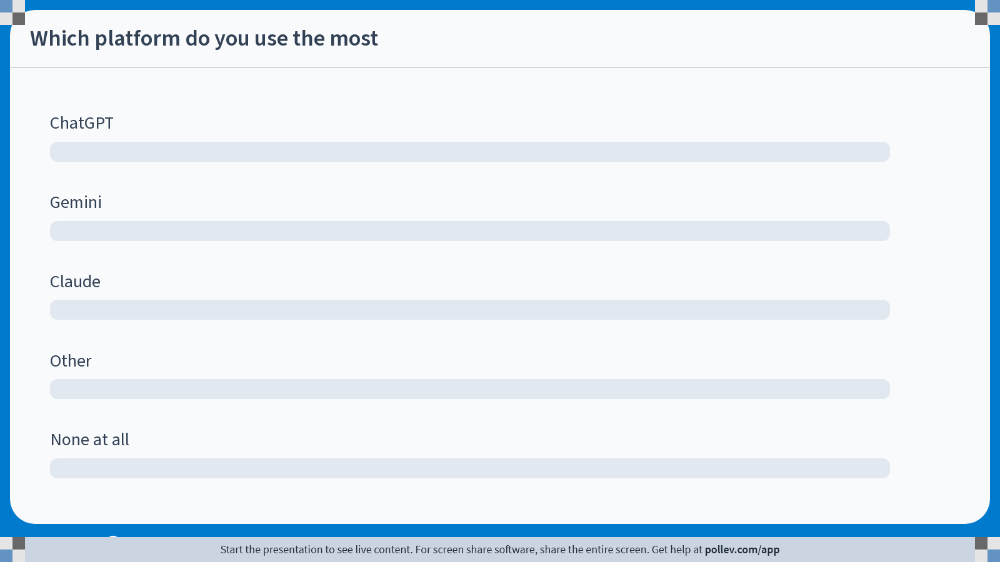 Which platform do you use the most
ChatGPT
Gemini
Claude
Other
None at all
Start the presentation to see live content. For screen share software, share the entire screen. Get help at pollev.com/app